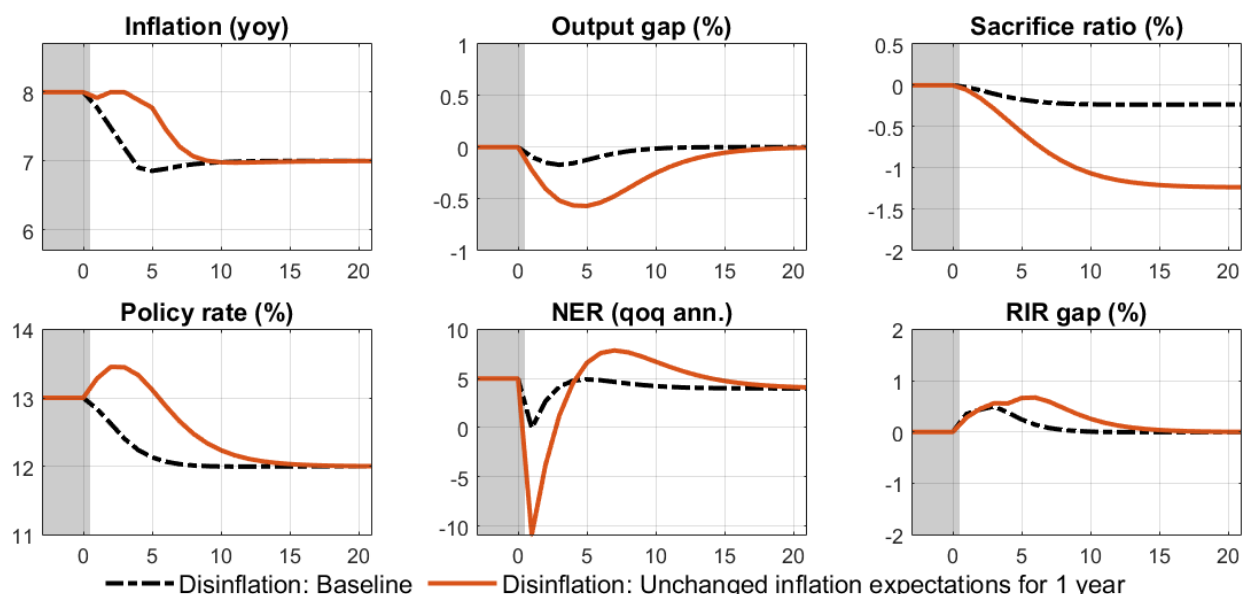 Inflation (yoy)
Output gap (%)
Sacrifice ratio (%)
8
7
6
0 5 10 15 20
1
0.5
0
-0.5
-1
0 5 10 15 20
0.5
0
-0.5
-1
-1.5
-2
0 5 10 15 20
Policy rate (%)
NER (qoq ann.)
RIR gap (%)
14
13
12
11
0 5 10 15 20
10
5
0
-5
-10
0 5 10 15 20
2
1
0
-1
-2
0 5 10 15 20
Disinflation: Baseline
Disinflation: Unchanged inflation expectations for 1 year